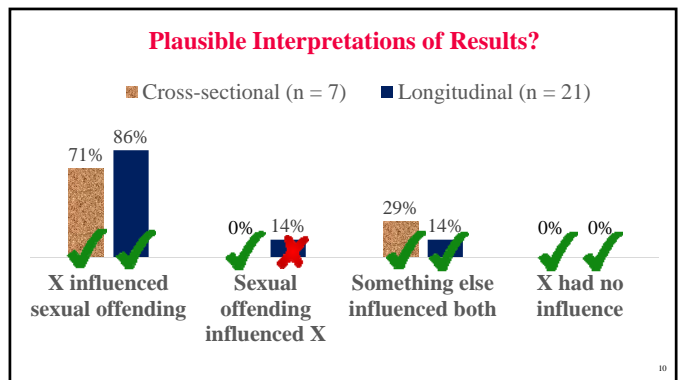 Plausible Interpretations of Results?
Cross-sectional (n = 7) Longitudinal (n = 21)
71% 86%
0% 14%
29% 14%
0% 0%
X influenced
sexual offending
Sexual
offending
influenced X
Something else
influenced both
X had no
influence
10